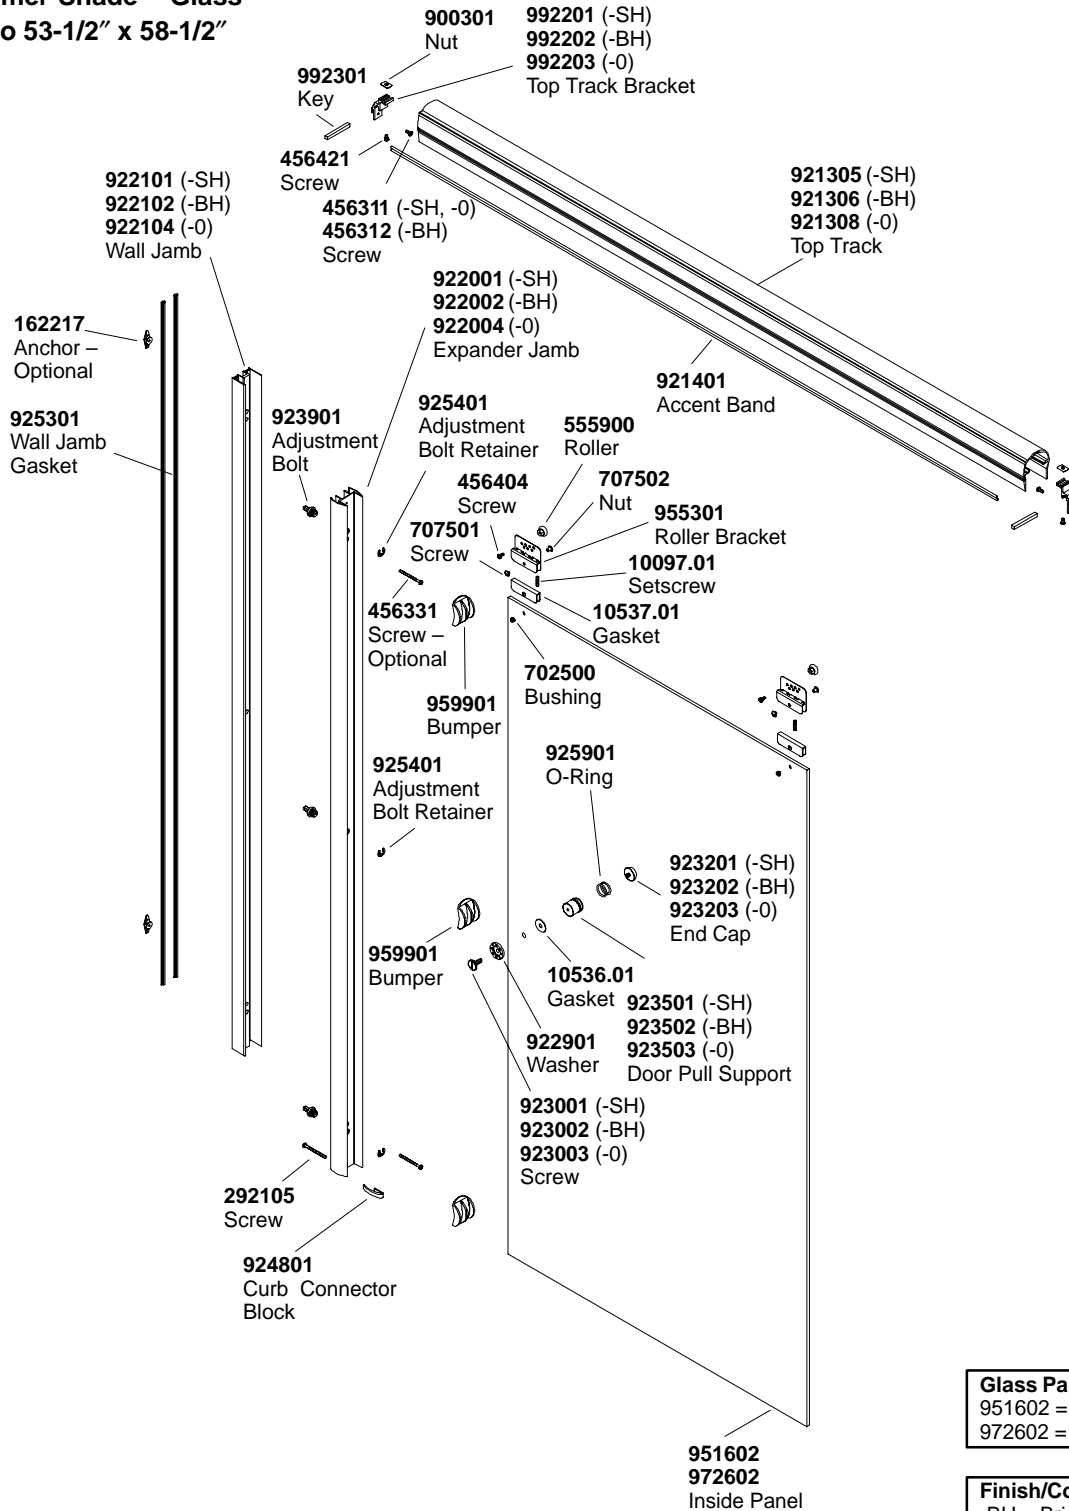 o 53-1/2″ x 58-1/2″
900301
Nut
992201 (-SH)
992202 (-BH)
992203 (-0)
Top Track Bracket
992301
Key
456421
Screw
456311 (-SH, -0)
456312 (-BH)
Screw
922101 (-SH)
922102 (-BH)
922104 (-0)
Wall Jamb
921305 (-SH)
921306 (-BH)
921308 (-0)
Top Track
922001 (-SH)
922002 (-BH)
922004 (-0)
Expander Jamb
162217
Anchor –
Optional
921401
Accent Band
925301
Wall Jamb
Gasket
923901
Adjustment
Bolt
925401
Adjustment
Bolt Retainer
555900
Roller
456404
Screw
707502
Nut
707501
Screw
955301
Roller Bracket
10097.01
Setscrew
10537.01
Gasket
456331
Screw –
Optional
702500
Bushing
959901
Bumper
925401
Adjustment
Bolt Retainer
925901
O-Ring
923201 (-SH)
923202 (-BH)
923203 (-0)
End Cap
959901
Bumper
10536.01
Gasket
923501 (-SH)
923502 (-BH)
923503 (-0)
Door Pull Support
922901
Washer
923001 (-SH)
923002 (-BH)
923003 (-0)
Screw
292105
Screw
924801
Curb Connector
Block
951602
972602
Inside Panel
Glass Pa
951602 =
972602 =
Finish/Co